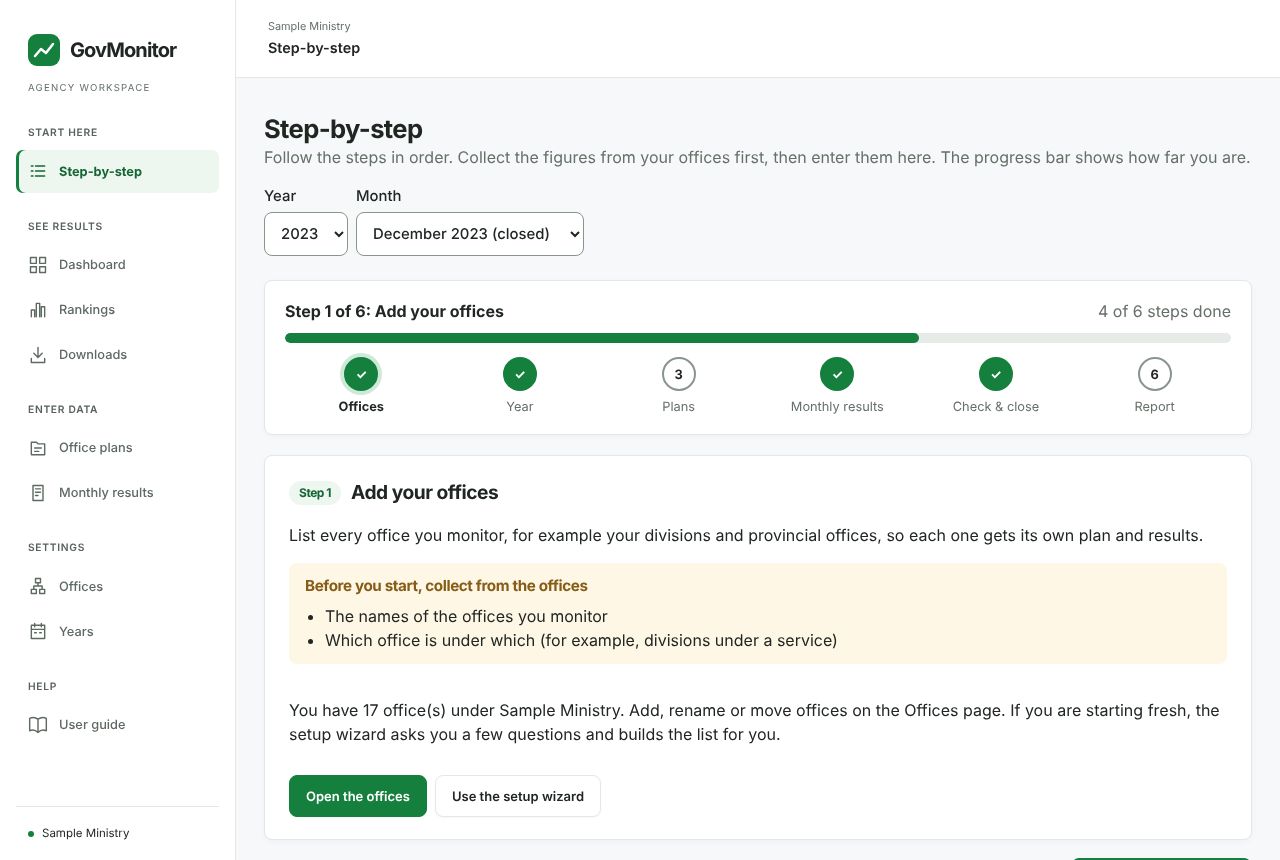 GovMonitor
AGENCY WORKSPACE
START HERE
Step-by-step
SEE RESULTS
Dashboard
Rankings
Downloads
ENTER DATA
Office plans
Monthly results
SETTINGS
Offices
Years
HELP
User guide
Sample Ministry
Sample Ministry
Step-by-step
Step-by-step
Follow the steps in order. Collect the figures from your offices first, then enter them here. The progress bar shows how far you are.
Year Month
2023 December 2023 (closed)
Step 1 of 6: Add your offices 4 of 6 steps done
3 6
Offices Year Plans Monthly results Check & close Report
Step 1 Add your offices
List every office you monitor, for example your divisions and provincial offices, so each one gets its own plan and results.
Before you start, collect from the offices
• The names of the offices you monitor
• Which office is under which (for example, divisions under a service)
You have 17 office(s) under Sample Ministry. Add, rename or move offices on the Offices page. If you are starting fresh, the
setup wizard asks you a few questions and builds the list for you.
Open the offices Use the setup wizard